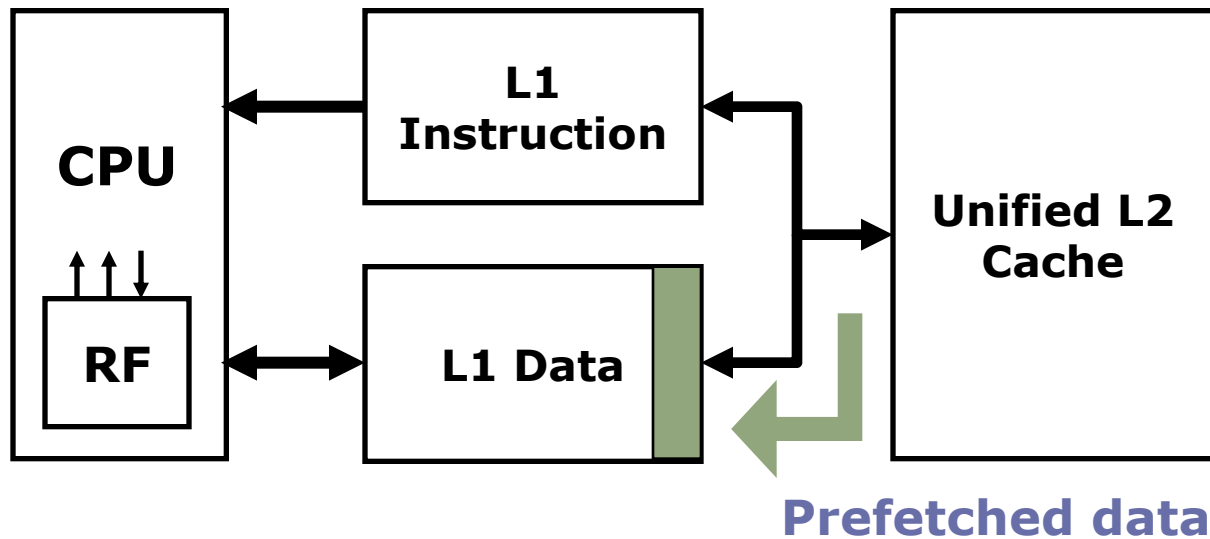 CPU
RF
L1
Instruction
L1 Data
Unified L2
Cache
Prefetched data